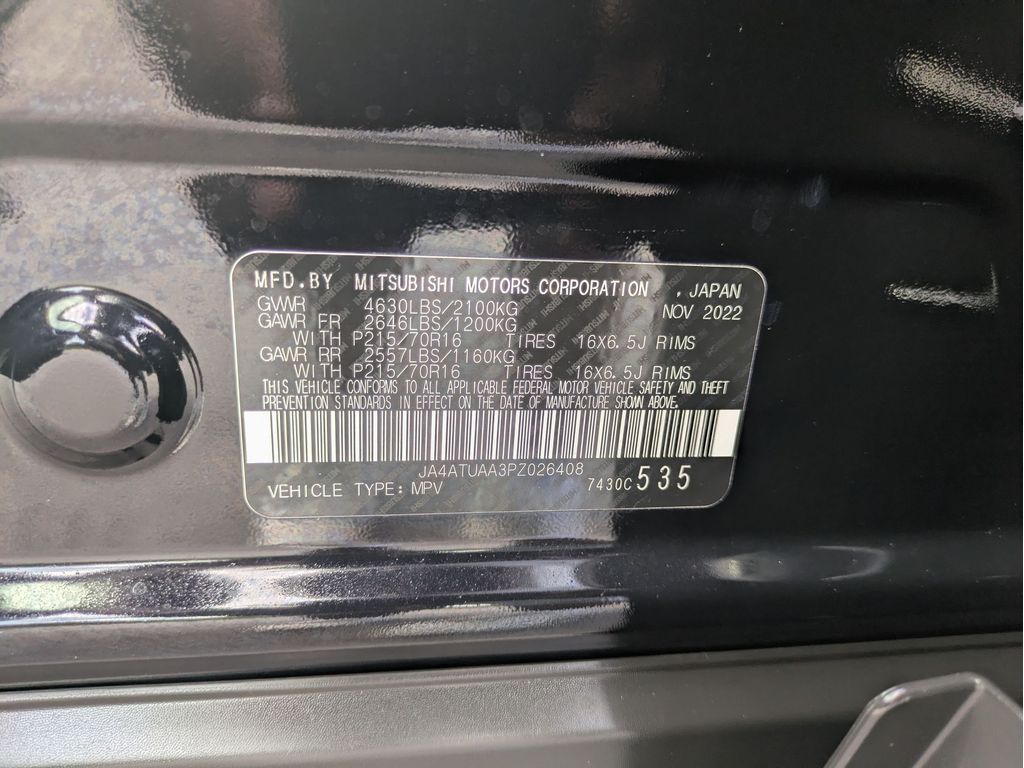 MFD.BY MITSUBISHI MOTORS CORPORATION , JAPAN
GVWR 4630LBS/2100KG NOV 2022
GAWR FR 2646LBS/1200KG
WITH P215/70R16 TIRES 16X6.5J RIMS
GAWR RR 2557LBS/1160KG
WITH P215/70R16 TIRES 16X6.5J RIMS
THIS VEHICLE CONFORMS TO ALL APPLICABLE FEDERAL MOTOR VEHICLE SAFETY AND THEFT
PREVENTION STANDARDS IN EFFECT ON THE DATE OF MANUFACTURE SHOWN ABOVE.
JA4ATUAA3PZ026408
VEHICLE TYPE: MPV 7430C 535